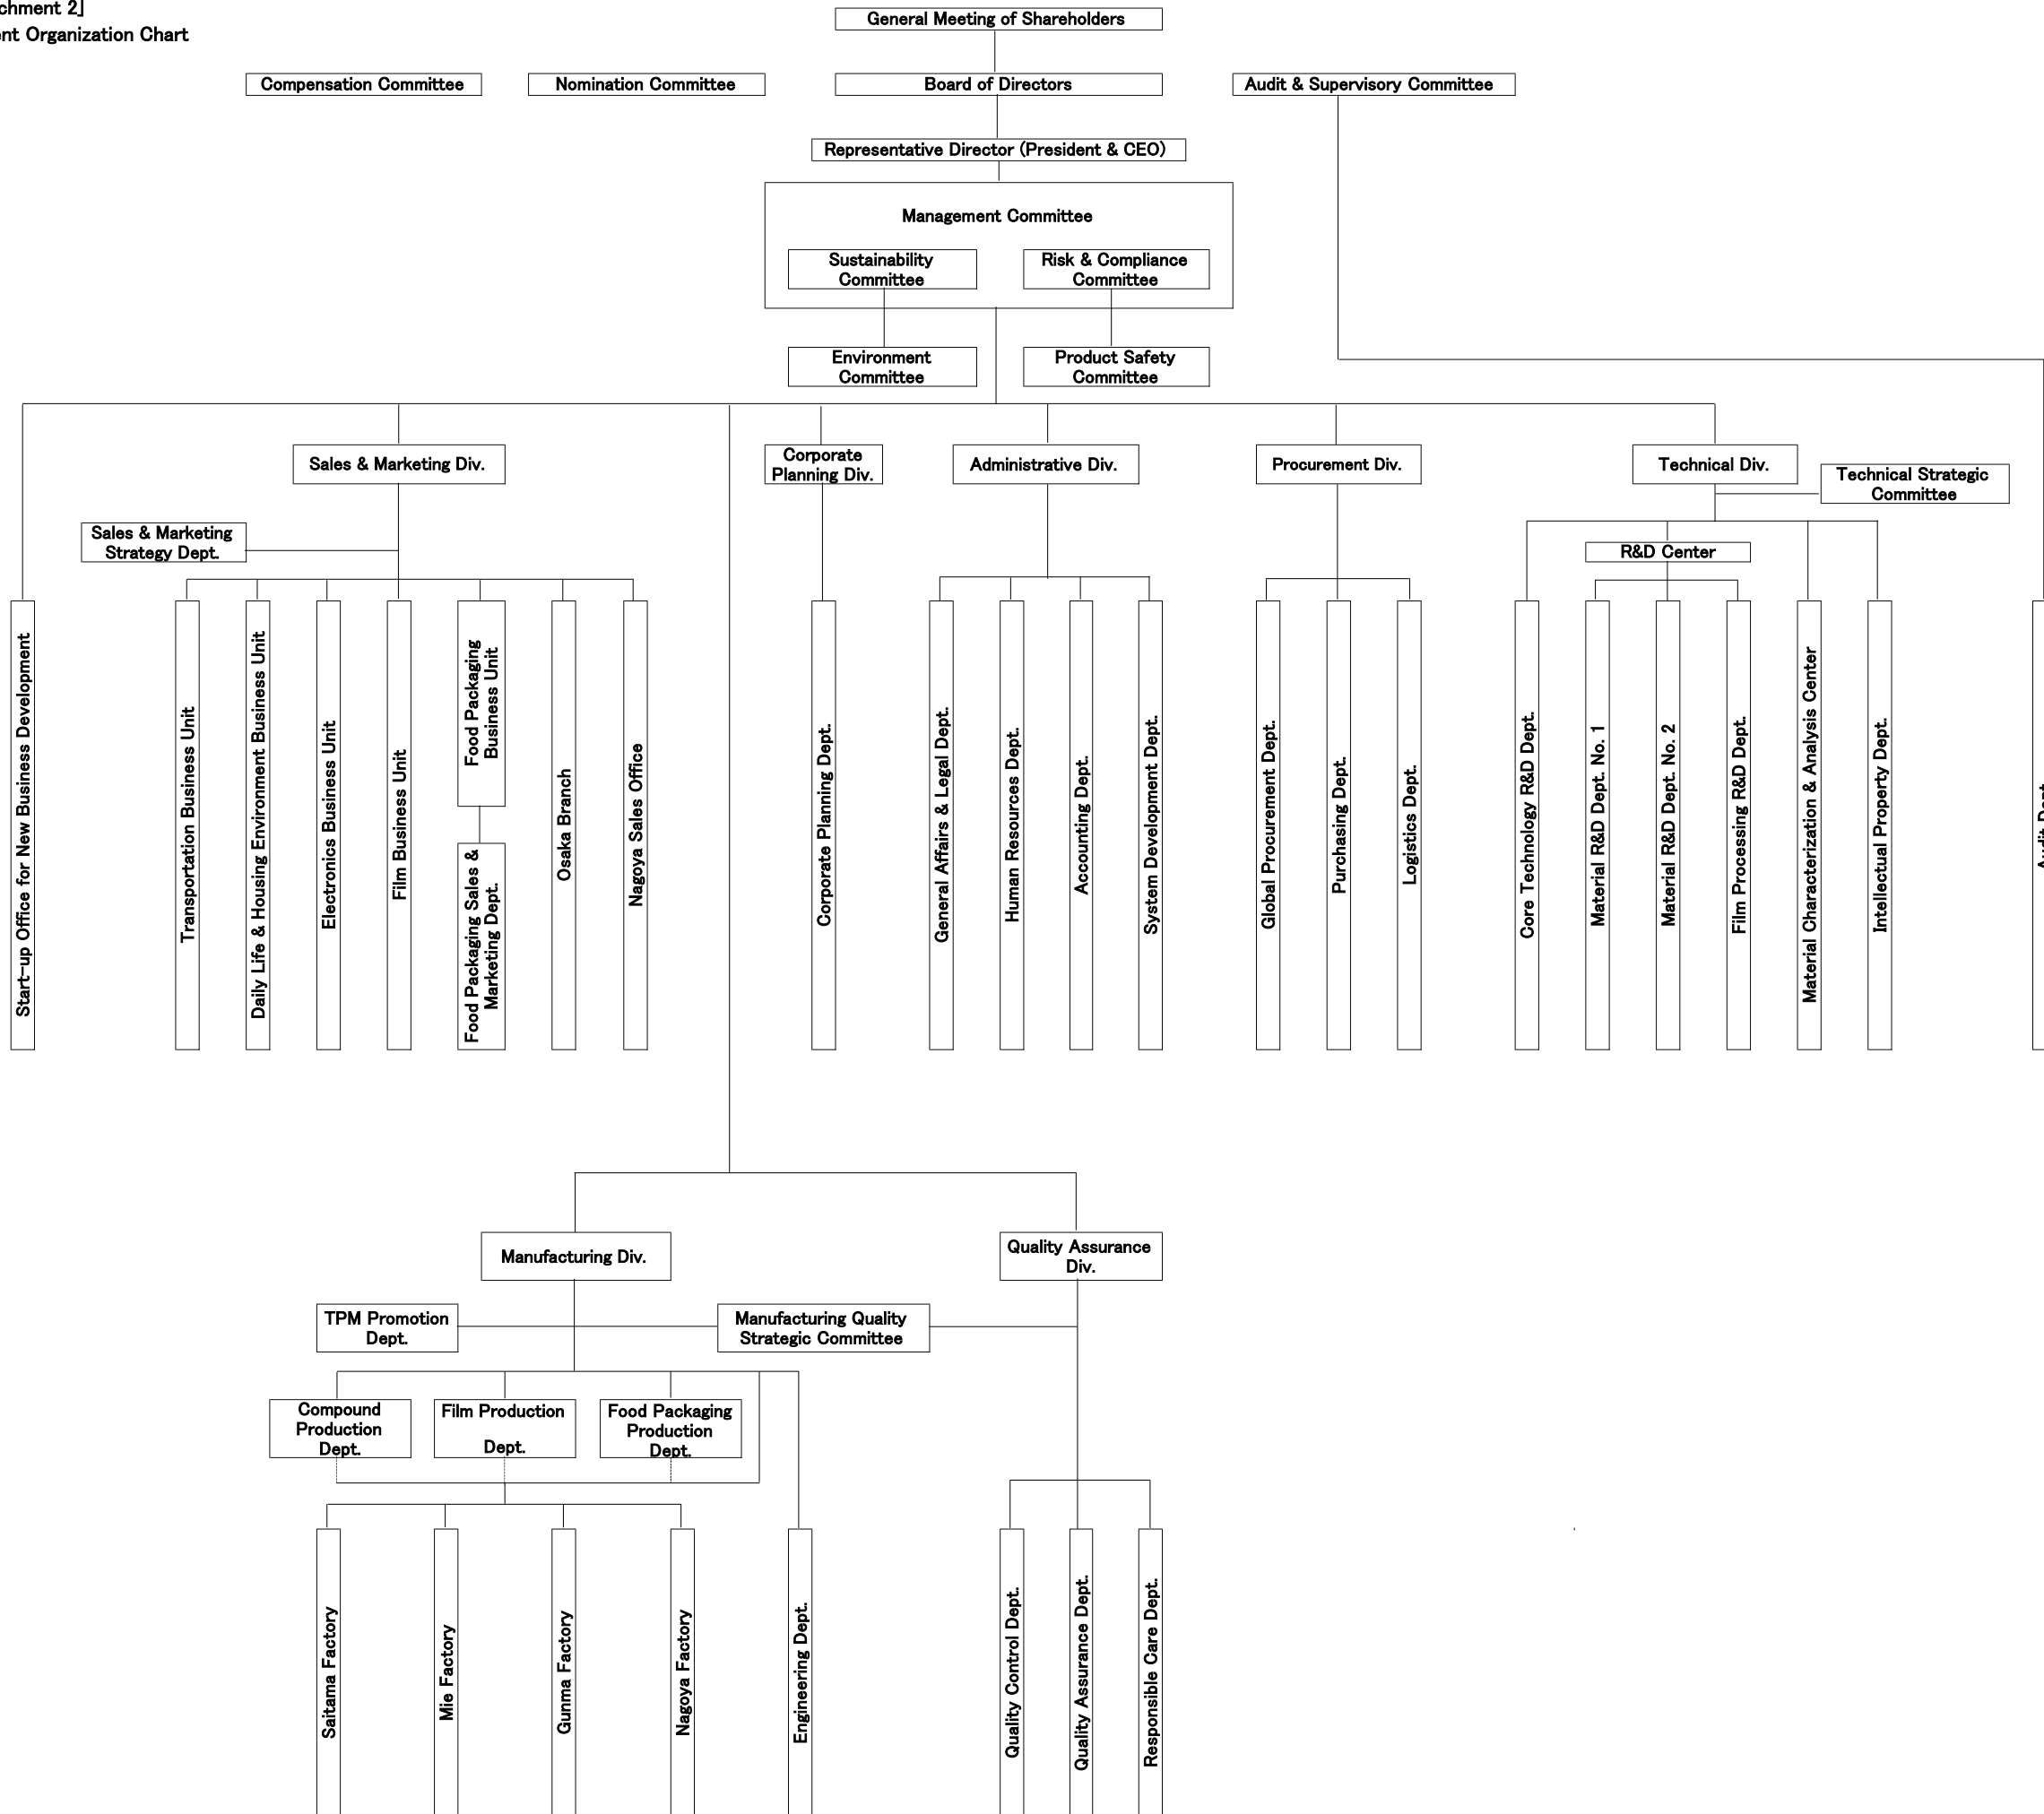 chment 2]
nt Organization Chart
General Meeting of Shareholders
Compensation Committee
Nomination Committee
Board of Directors
Audit & Supervisory Committee
Representative Director (President & CEO)
Management Committee
Sustainability
Committee
Risk & Compliance
Committee
Environment
Committee
Product Safety
Committee
Sales & Marketing Div.
Corporate
Planning Div.
Administrative Div.
Procurement Div.
Technical Div.
Technical Strategic
Committee
Sales & Marketing
Strategy Dept.
R&D Center
Start-up Office for New Business Development
Transportation Business Unit
Daily Life & Housing Environment Business Unit
Electronics Business Unit
Film Business Unit
Food Packaging
Business Unit
Food Packaging Sales &
Marketing Dept.
Osaka Branch
Nagoya Sales Office
Corporate Planning Dept.
General Affairs & Legal Dept.
Human Resources Dept.
Accounting Dept.
System Development Dept.
Global Procurement Dept.
Purchasing Dept.
Logistics Dept.
Core Technology R&D Dept.
Material R&D Dept. No. 1
Material R&D Dept. No. 2
Film Processing R&D Dept.
Material Characterization & Analysis Center
Intellectual Property Dept.
Audit Dept.
Manufacturing Div.
Quality Assurance
Div.
TPM Promotion
Dept.
Manufacturing Quality
Strategic Committee
Compound
Production
Dept.
Film Production
Dept.
Food Packaging
Production
Dept.
Saitama Factory
Mie Factory
Gunma Factory
Nagoya Factory
Engineering Dept.
Quality Control Dept.
Quality Assurance Dept.
Responsible Care Dept.